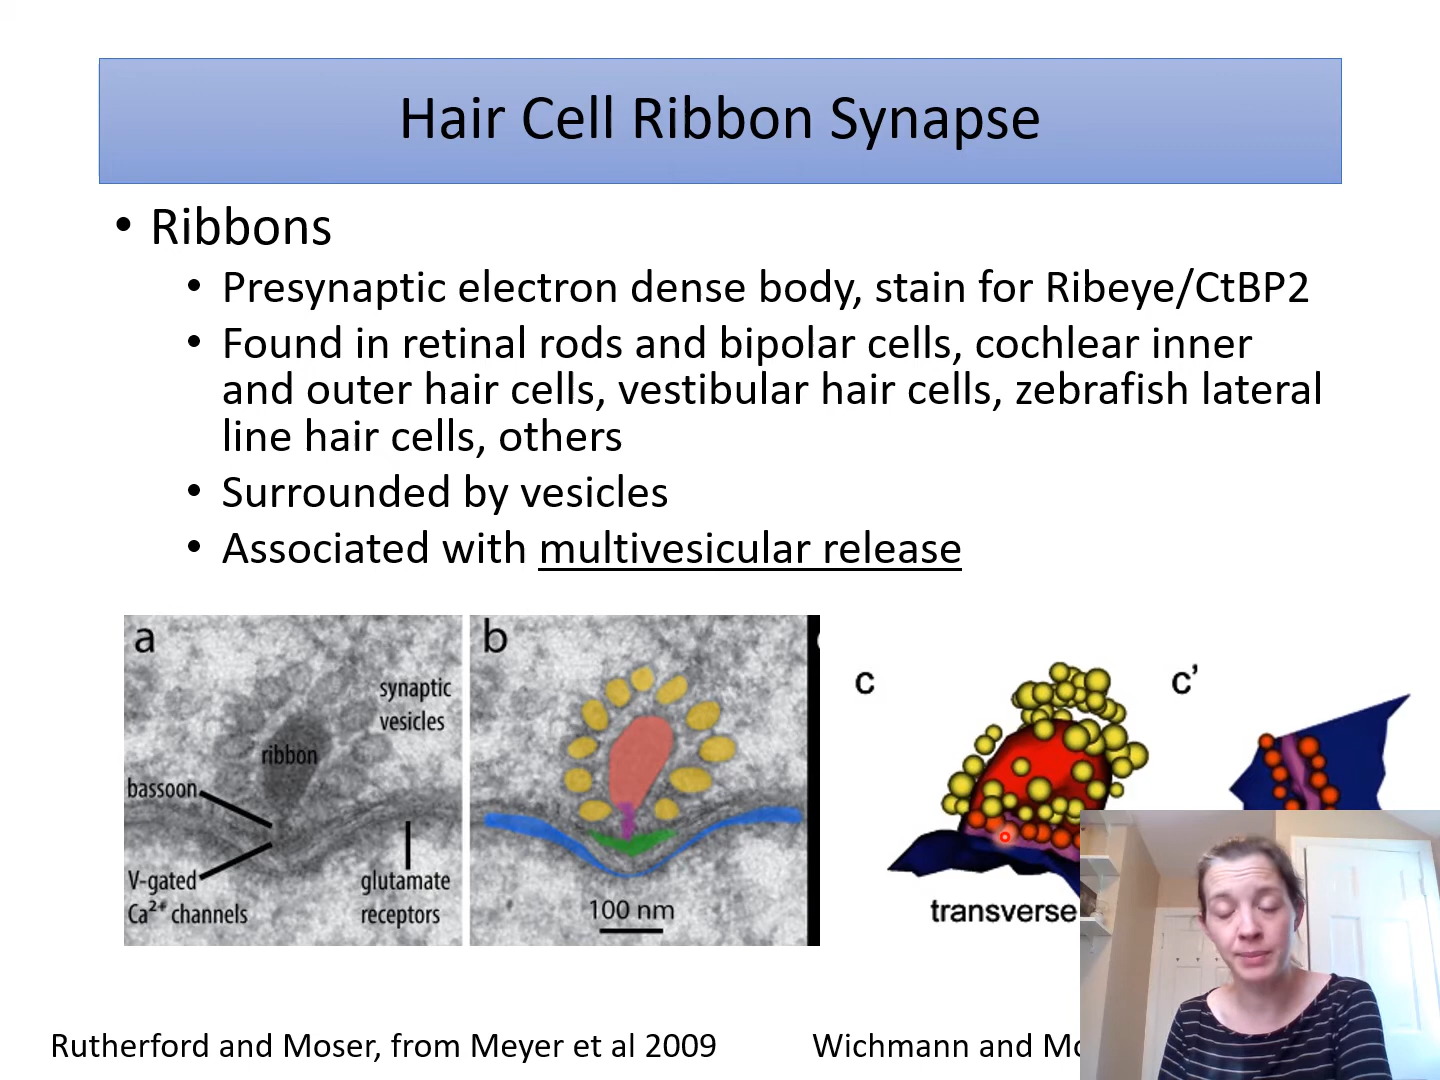 Hair Cell Ribbon Synapse
• Ribbons
• Presynaptic electron dense body, stain for Ribeye/CtBP2
• Found in retinal rods and bipolar cells, cochlear inner
and outer hair cells, vestibular hair cells, zebrafish lateral
line hair cells, others
• Surrounded by vesicles
• Associated with multivesicular release
a
synaptic
vesicles
ribbon
bassoon
V-gated
Ca²⁺ channels
glutamate
receptors
b
100 nm
c
transverse
c'
Rutherford and Moser, from Meyer et al 2009
Wichmann and